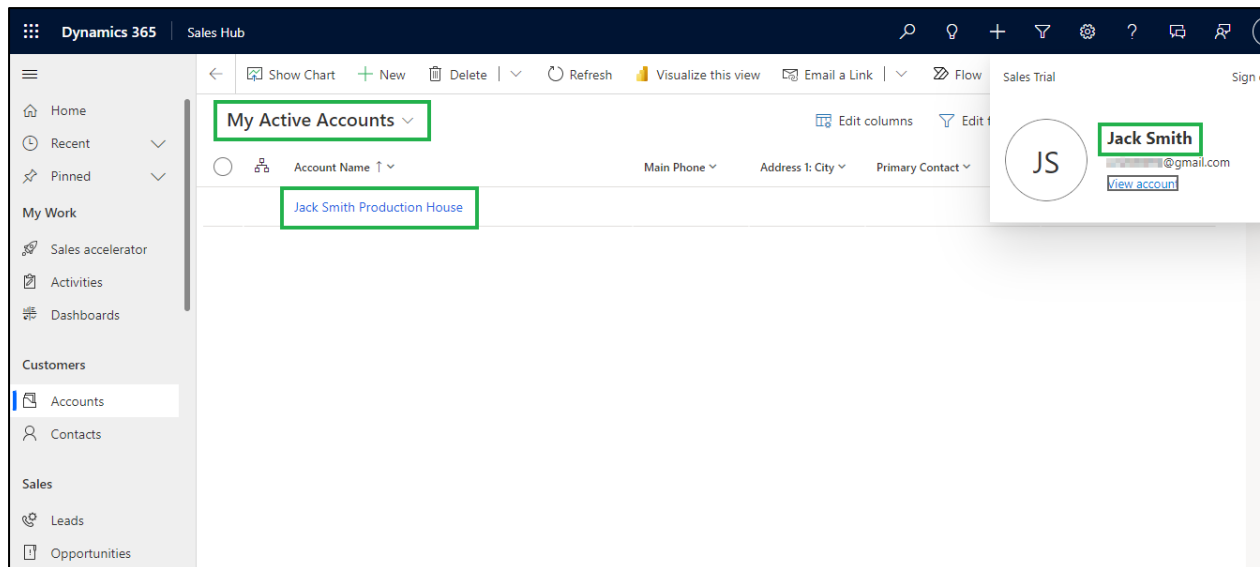 Dynamics 365 Sales Hub
Show Chart New Delete Refresh Visualize this view Email a Link Flow
Sales Trial Sign
Home
Recent
Pinned
My Work
Sales accelerator
Activities
Dashboards
Customers
Accounts
Contacts
Sales
Leads
Opportunities
My Active Accounts
Edit columns Edit
Account Name Main Phone Address 1: City Primary Contact
Jack Smith Production House
JS
Jack Smith
@gmail.com
View account